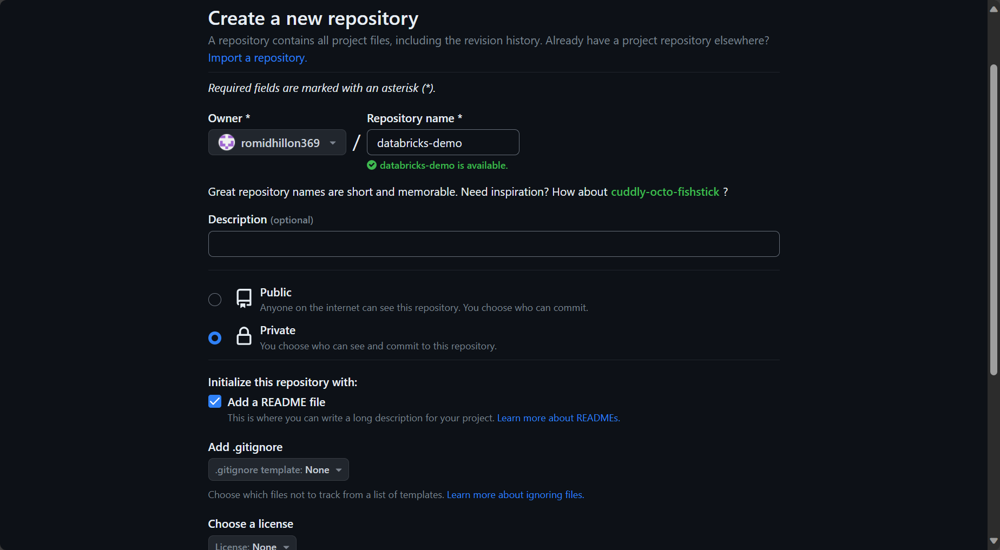 Create a new repository
A repository contains all project files, including the revision history. Already have a project repository elsewhere?
Import a repository.
Required fields are marked with an asterisk (*).
Owner *
Repository name *
romidhillon369
/
databricks-demo
databricks-demo is available.
Great repository names are short and memorable. Need inspiration? How about cuddly-octo-fishstick ?
Description (optional)
Public
Anyone on the internet can see this repository. You choose who can commit.
Private
You choose who can see and commit to this repository.
Initialize this repository with:
Add a README file
This is where you can write a long description for your project. Learn more about READMEs.
Add .gitignore
.gitignore template: None
Choose which files not to track from a list of templates. Learn more about ignoring files.
Choose a license
License: None